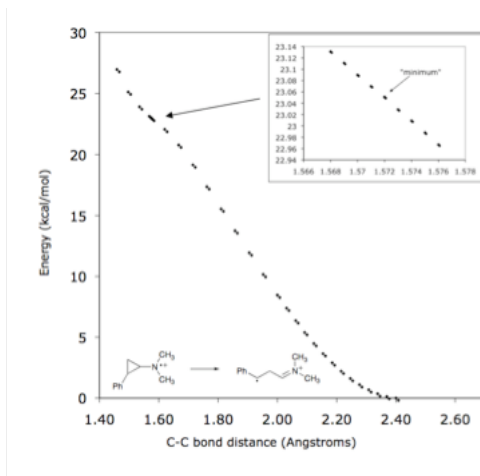 30
25
20
15
10
5
0
Energy (kcal/mol)
1.40 1.60 1.80 2.00 2.20 2.40 2.60
C-C bond distance (Angstroms)
23.14
23.12
23.1
23.08
23.06
23.04
23.02
23
22.98
22.96
22.94
1.566 1.568 1.57 1.572 1.574 1.576 1.578
"minimum"
CH₃
N•+
CH₃
Ph
CH₃
Ph
N⁺
CH₃